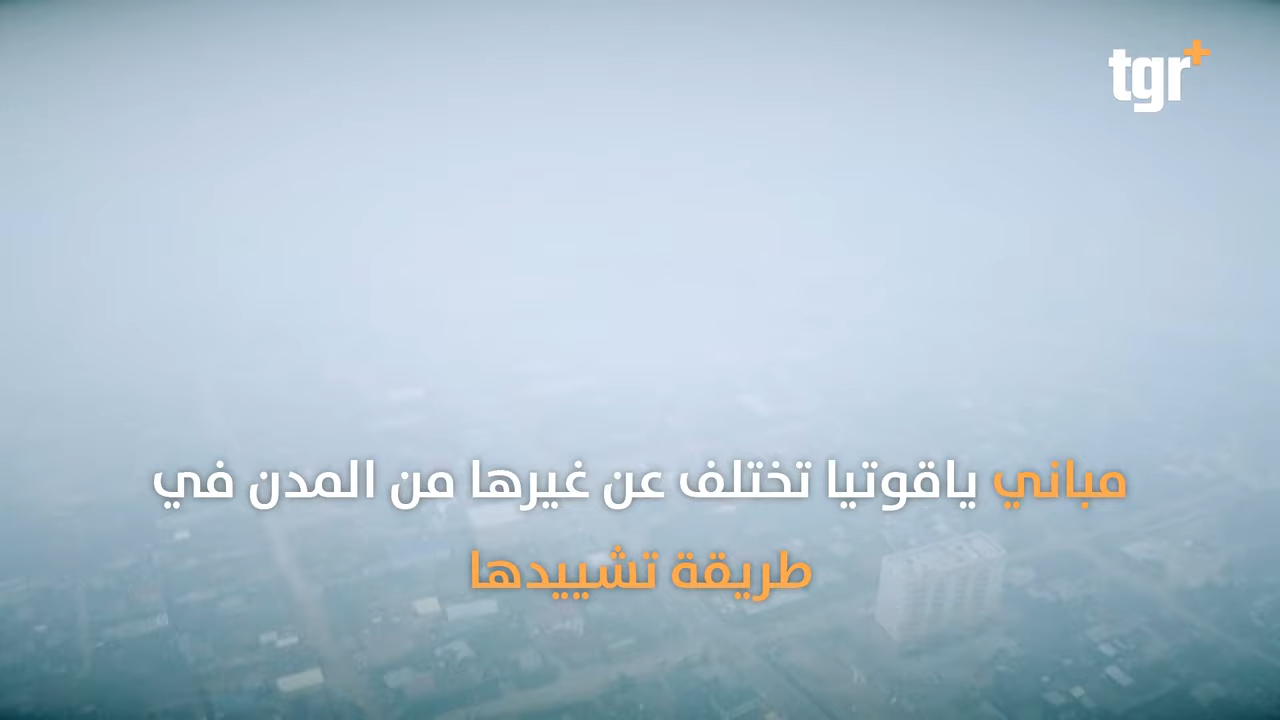 tgr+
مباني ياقوتيا تختلف عن غيرها من المدن في
طريقة تشييدها